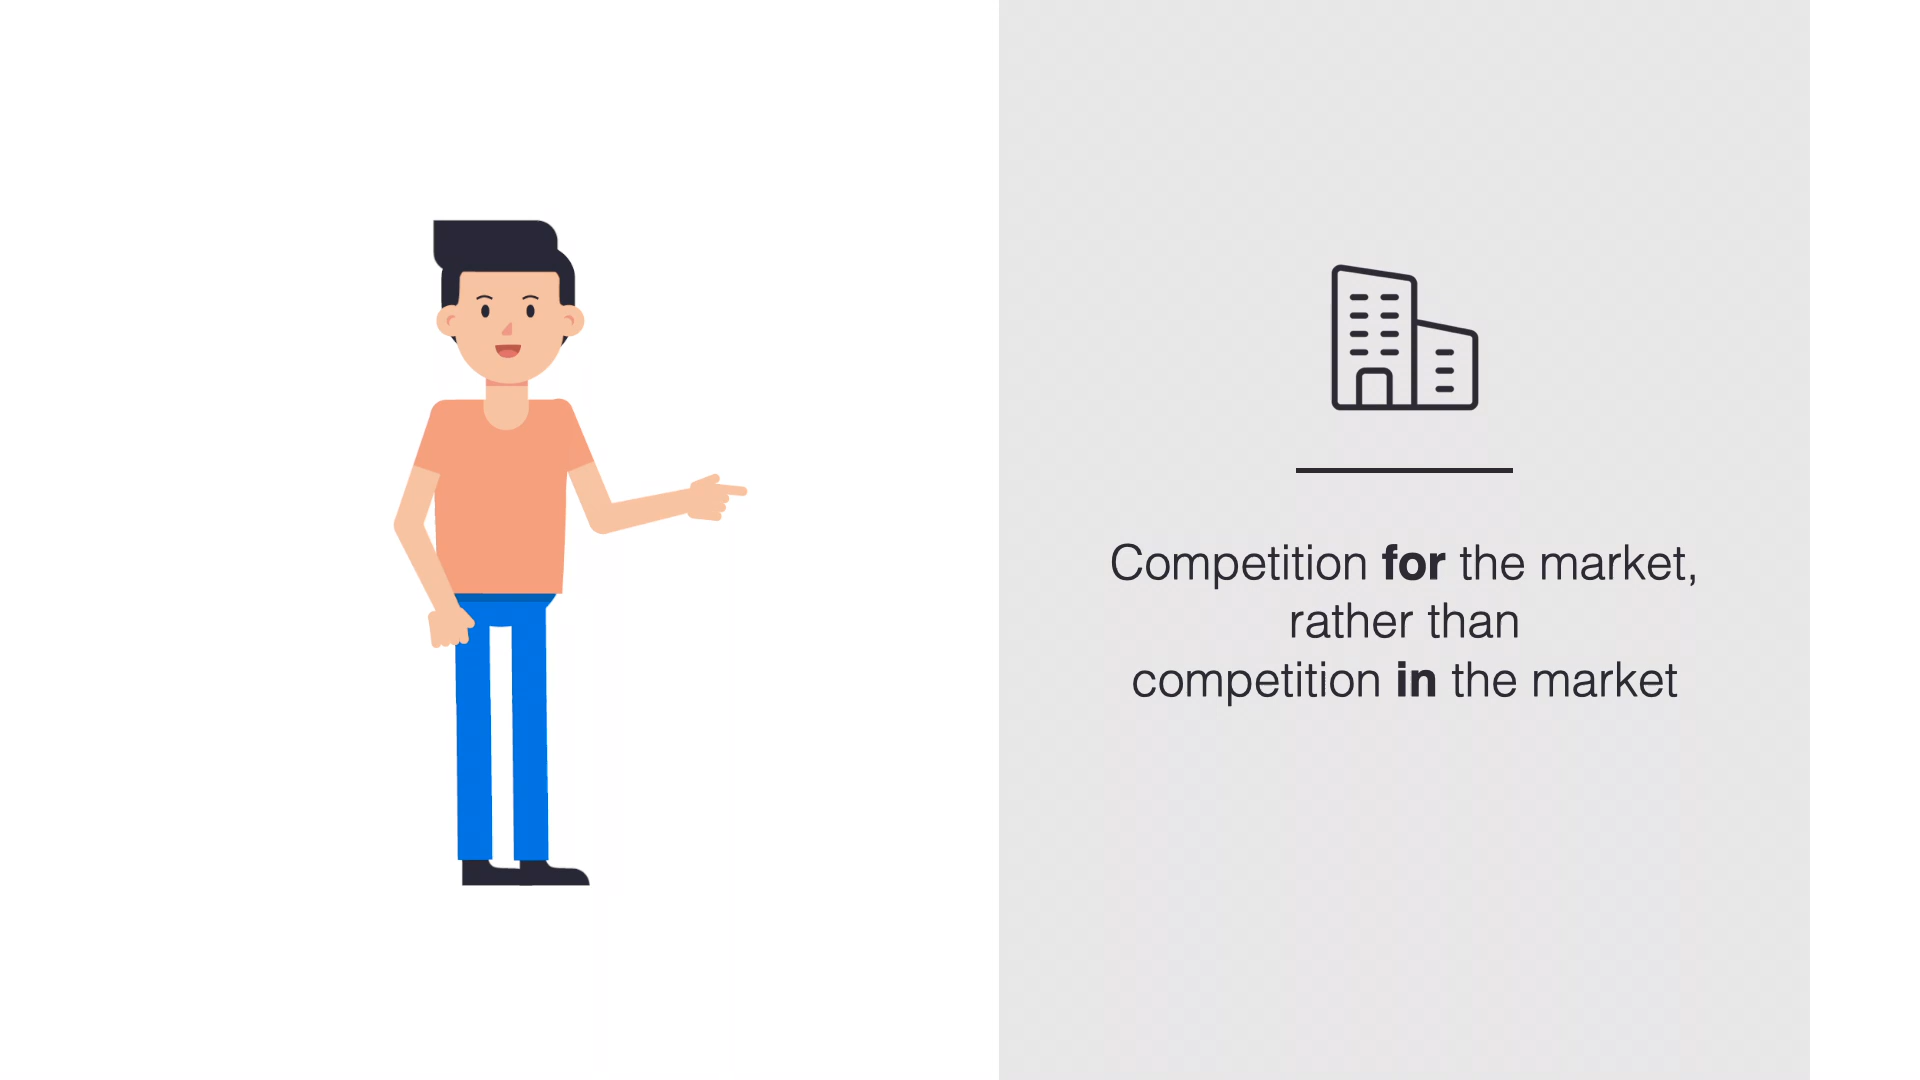 Competition for the market,
rather than
competition in the market